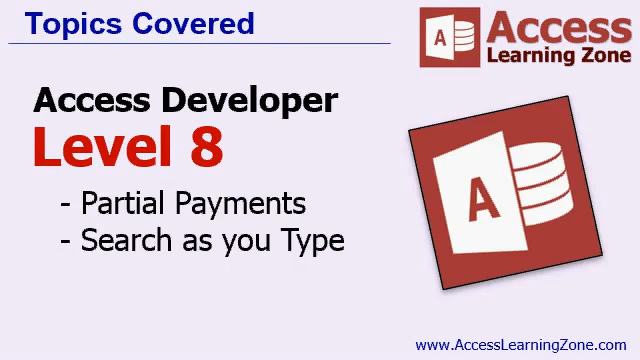 Topics Covered
Access
Learning Zone
A
Access Developer
Level 8
- Partial Payments
- Search as you Type
A
www.AccessLearningZone.com